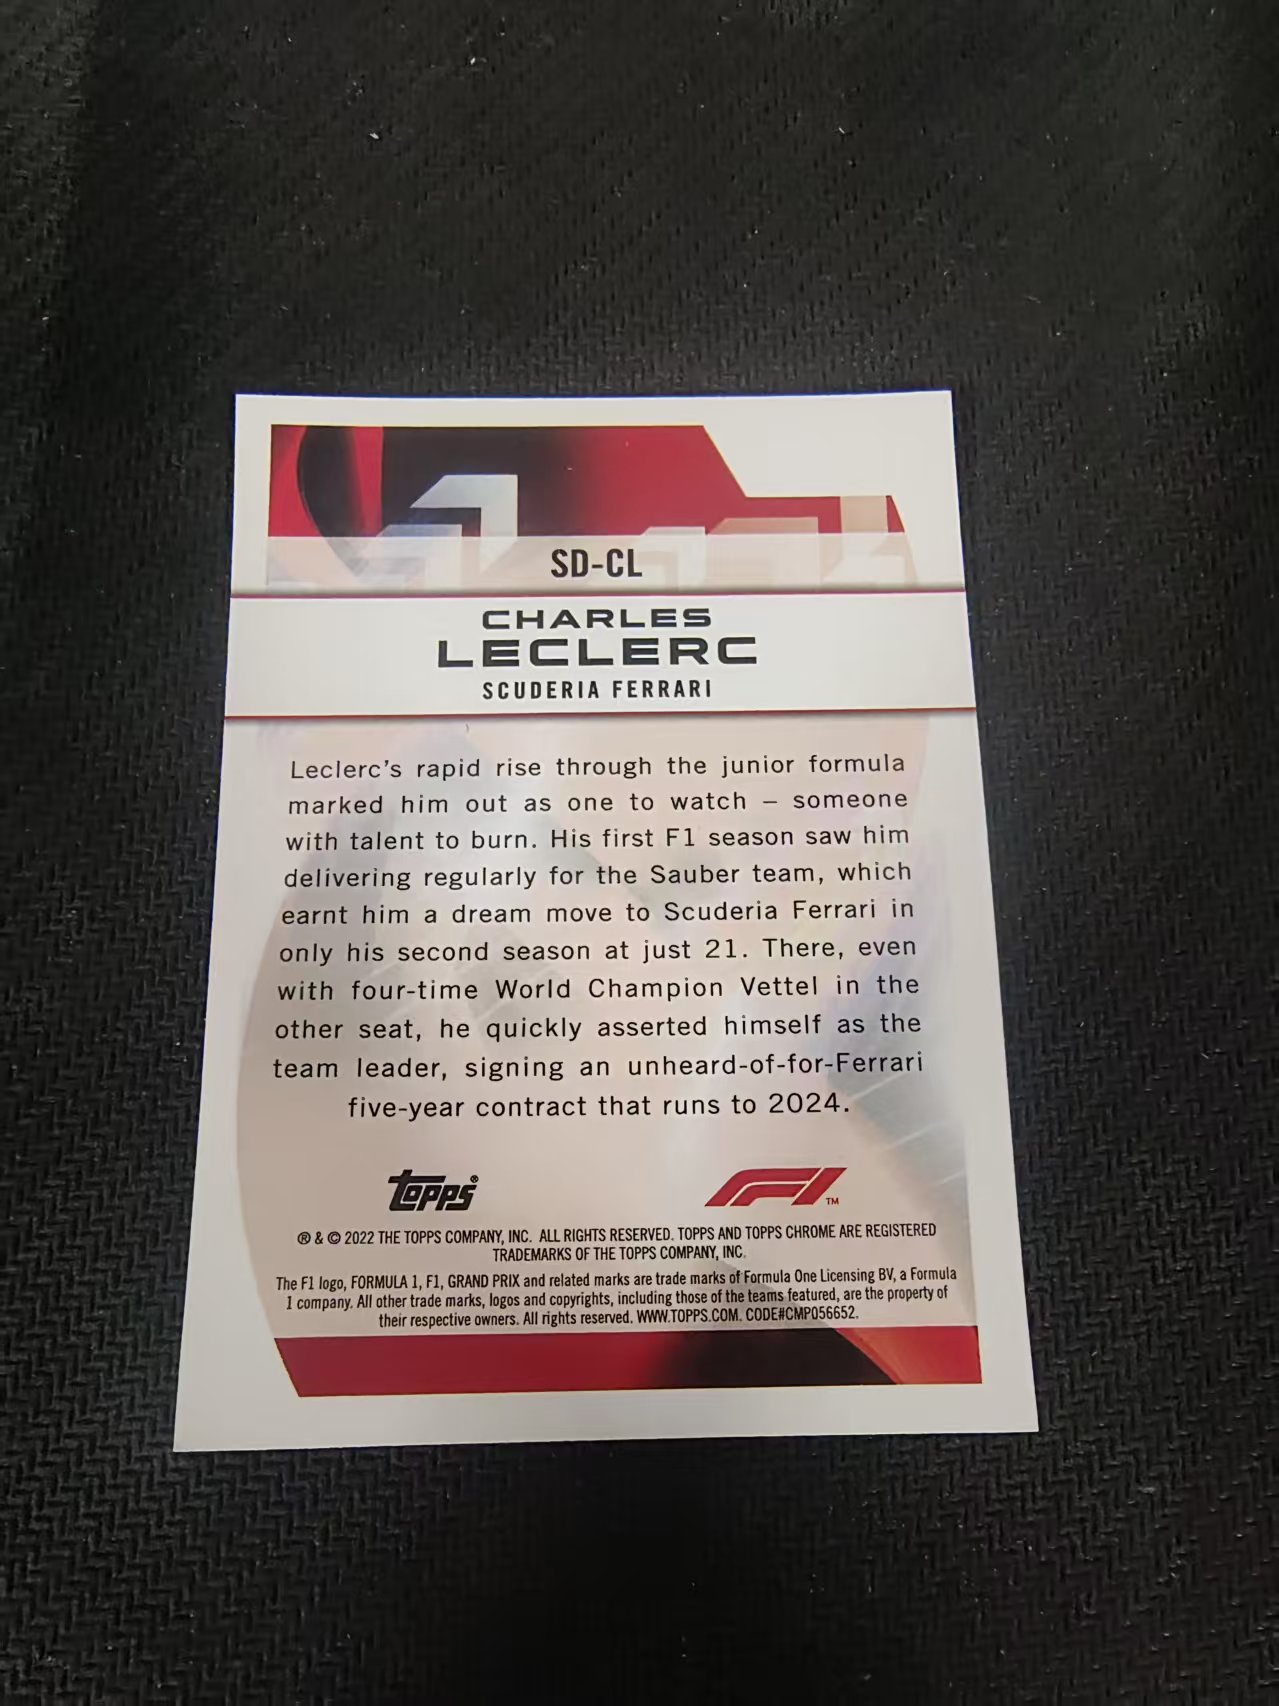 SD-CL
CHARLES
LECLERC
SCUDERIA FERRARI
Leclerc's rapid rise through the junior formula
marked him out as one to watch – someone
with talent to burn. His first F1 season saw him
delivering regularly for the Sauber team, which
earnt him a dream move to Scuderia Ferrari in
only his second season at just 21. There, even
with four-time World Champion Vettel in the
other seat, he quickly asserted himself as the
team leader, signing an unheard-of-for-Ferrari
five-year contract that runs to 2024.
Topps® F1™
® & © 2022 THE TOPPS COMPANY, INC. ALL RIGHTS RESERVED. TOPPS AND TOPPS CHROME ARE REGISTERED
TRADEMARKS OF THE TOPPS COMPANY, INC.
The F1 logo, FORMULA 1, F1, GRAND PRIX and related marks are trade marks of Formula One Licensing BV, a Formula
1 company. All other trade marks, logos and copyrights, including those of the teams featured, are the property of
their respective owners. All rights reserved. WWW.TOPPS.COM. CODE#CMP056652.